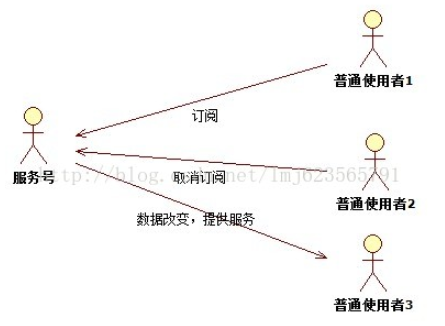 普通使用者1
订阅
服务号
http://blog.csdn.net/lmj623565791
取消订阅
普通使用者2
数据改变，提供服务
普通使用者3